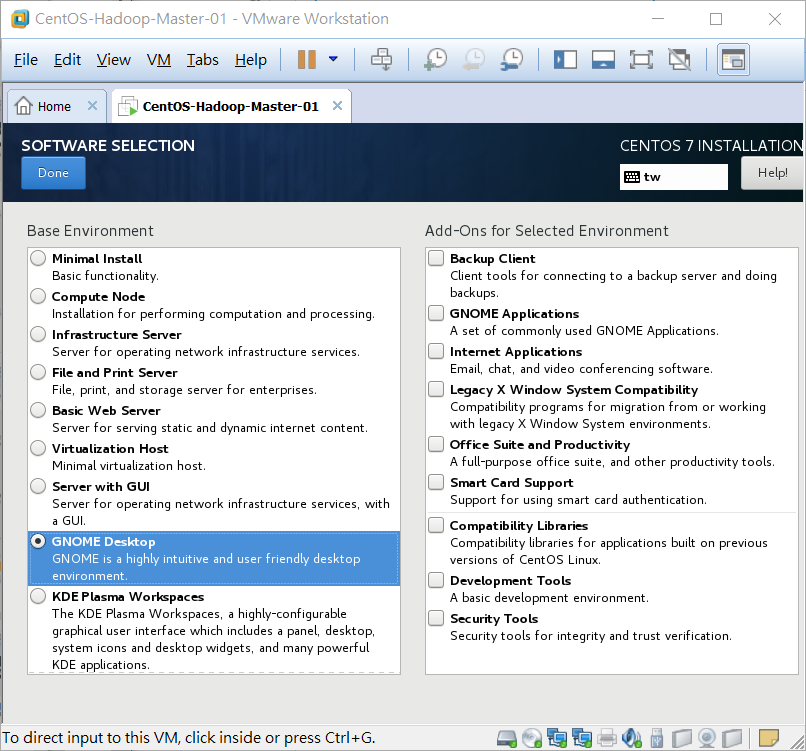 CentOS-Hadoop-Master-01 - VMware Workstation
File Edit View VM Tabs Help
Home
CentOS-Hadoop-Master-01
SOFTWARE SELECTION
Done
CENTOS 7 INSTALLATION
tw
Help!
Base Environment
Minimal Install
Basic functionality.
Compute Node
Installation for performing computation and processing.
Infrastructure Server
Server for operating network infrastructure services.
File and Print Server
File, print, and storage server for enterprises.
Basic Web Server
Server for serving static and dynamic internet content.
Virtualization Host
Minimal virtualization host.
Server with GUI
Server for operating network infrastructure services, with
a GUI.
GNOME Desktop
GNOME is a highly intuitive and user friendly desktop
environment.
KDE Plasma Workspaces
The KDE Plasma Workspaces, a highly-configurable
graphical user interface which includes a panel, desktop,
system icons and desktop widgets, and many powerful
KDE applications.
Add-Ons for Selected Environment
Backup Client
Client tools for connecting to a backup server and doing
backups.
GNOME Applications
A set of commonly used GNOME Applications.
Internet Applications
Email, chat, and video conferencing software.
Legacy X Window System Compatibility
Compatibility programs for migration from or working
with legacy X Window System environments.
Office Suite and Productivity
A full-purpose office suite, and other productivity tools.
Smart Card Support
Support for using smart card authentication.
Compatibility Libraries
Compatibility libraries for applications built on previous
versions of CentOS Linux.
Development Tools
A basic development environment.
Security Tools
Security tools for integrity and trust verification.
To direct input to this VM, click inside or press Ctrl+G.